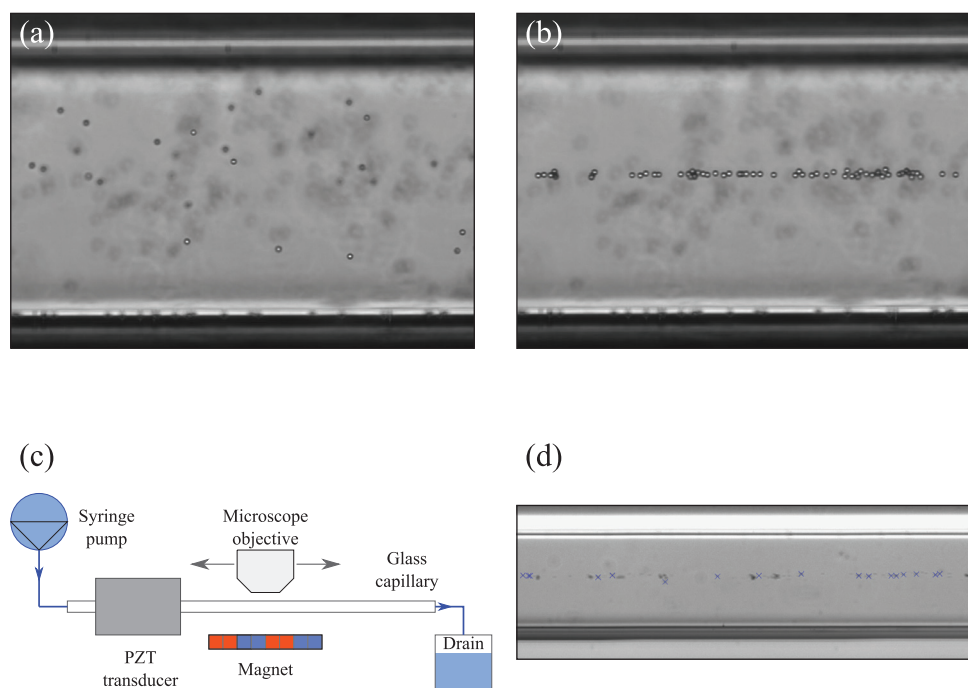 (a)
(b)
(c)
(d)
Syringe
pump
Microscope
objective
Glass
capillary
PZT
transducer
Magnet
Drain